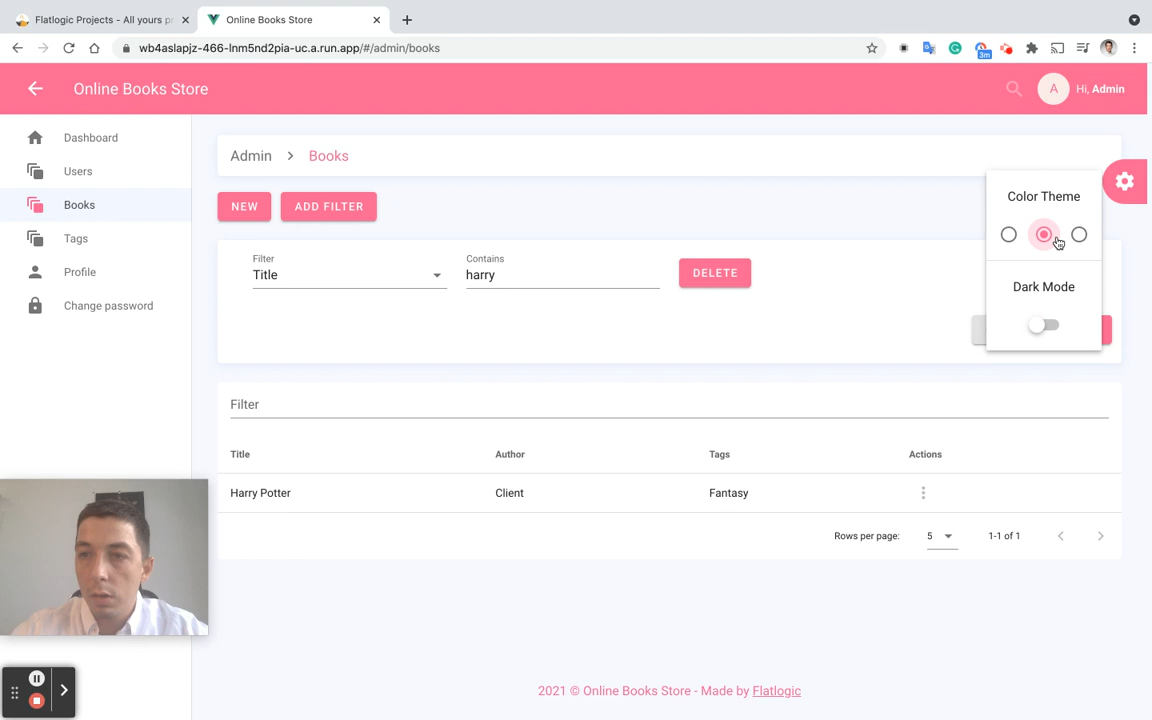 Flatlogic Projects - All yours pr
Online Books Store
wb4aslapjz-466-lnm5nd2pia-uc.a.run.app/#/admin/books
3m
Online Books Store
A
Hi, Admin
Dashboard
Users
Books
Tags
Profile
Change password
Admin
Books
NEW
ADD FILTER
Color Theme
Dark Mode
Filter
Title
Contains
harry
DELETE
Filter
Title
Author
Tags
Actions
Harry Potter
Client
Fantasy
Rows per page:
5
1-1 of 1
2021 © Online Books Store - Made by Flatlogic